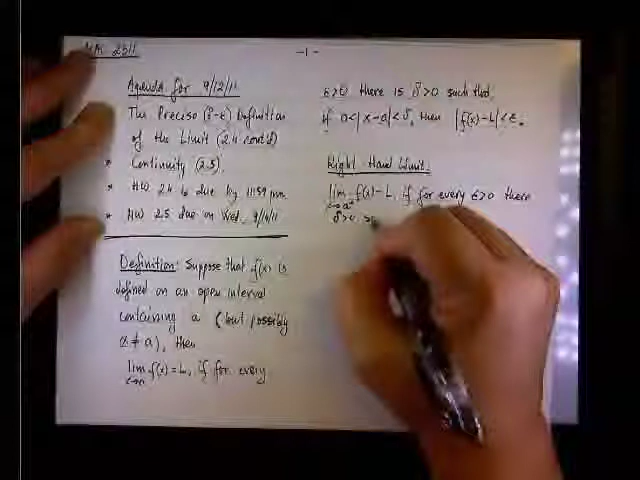 MA 2511
-1-
Agenda for 9/12/11
The Precise (δ-ε) Definition
of the Limit (2.4 cont'd)
* Continuity (2.5).
* HW 2.4 is due by 11:59 pm.
* HW 2.5 due on Wed., 9/14/11
Definition: Suppose that f(x) is
defined on an open interval
containing a (but possibly
x ≠ a), then
lim f(x) = L, if for every
x→a
ε>0 there is δ>0 such that
if 0<|x-a|<δ, then |f(x)-L|<ε.
Right Hand Limit.
lim f(x) = L, if for every ε>0 there
x→a+
δ>0